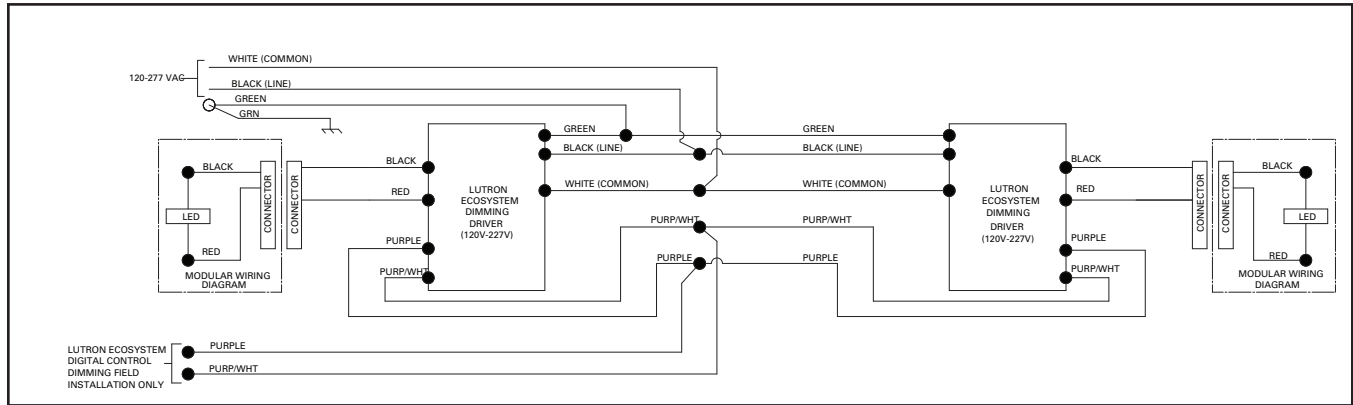 WHITE (COMMON)
120-277 VAC
BLACK (LINE)
GREEN
GRN
GREEN
GREEN
BLACK (LINE)
BLACK (LINE)
BLACK
BLACK
BLACK
BLACK
CONNECTOR
CONNECTOR
LUTRON
ECOSYSTEM
DIMMING
DRIVER
(120V-227V)
WHITE (COMMON)
WHITE (COMMON)
LUTRON
ECOSYSTEM
DIMMING
DRIVER
(120V-227V)
CONNECTOR
CONNECTOR
RED
RED
LED
LED
PURP/WHT
PURP/WHT
PURPLE
PURPLE
RED
RED
PURPLE
PURPLE
PURP/WHT
PURP/WHT
MODULAR WIRING
DIAGRAM
MODULAR WIRING
DIAGRAM
LUTRON ECOSYSTEM
DIGITAL CONTROL
DIMMING FIELD
INSTALLATION ONLY
PURPLE
PURP/WHT